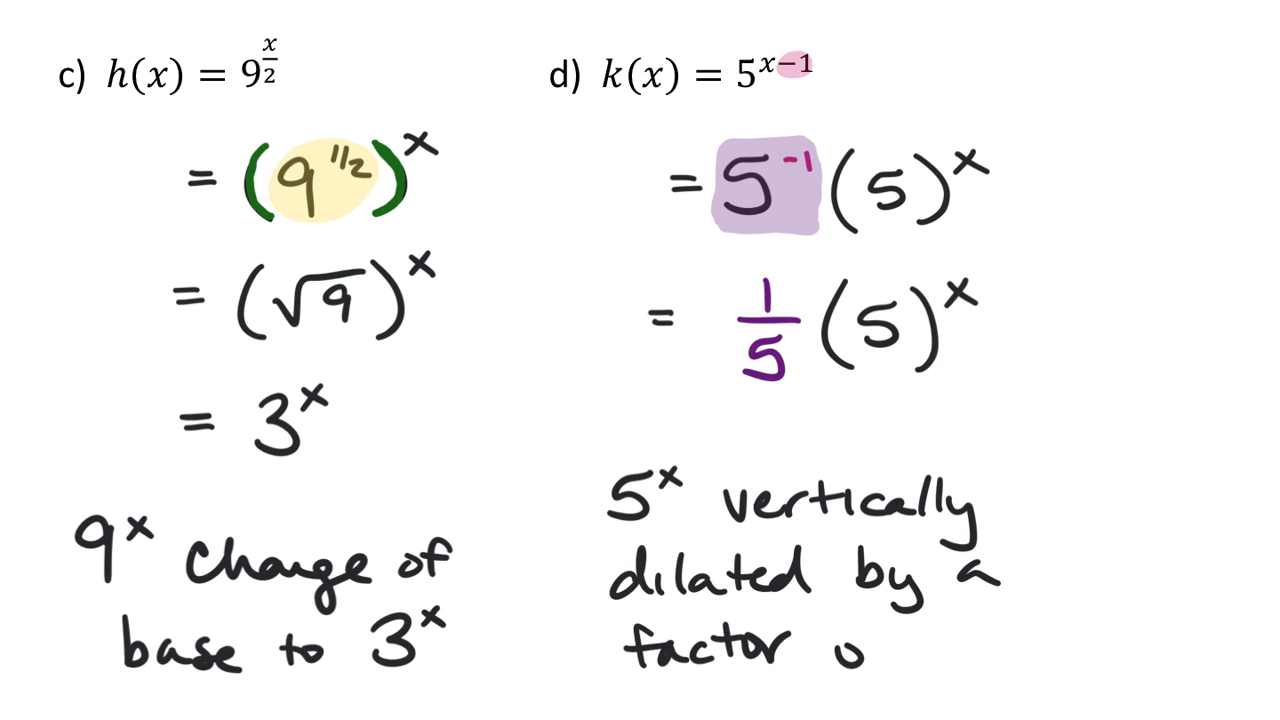 c) h(x) = 9^(x/2)
= (9^(1/2))^x
= (√9)^x
= 3^x
9^x change of
base to 3^x
d) k(x) = 5^(x−1)
= 5^(-1) (5)^x
= 1/5 (5)^x
5^x vertically
dilated by a
factor o